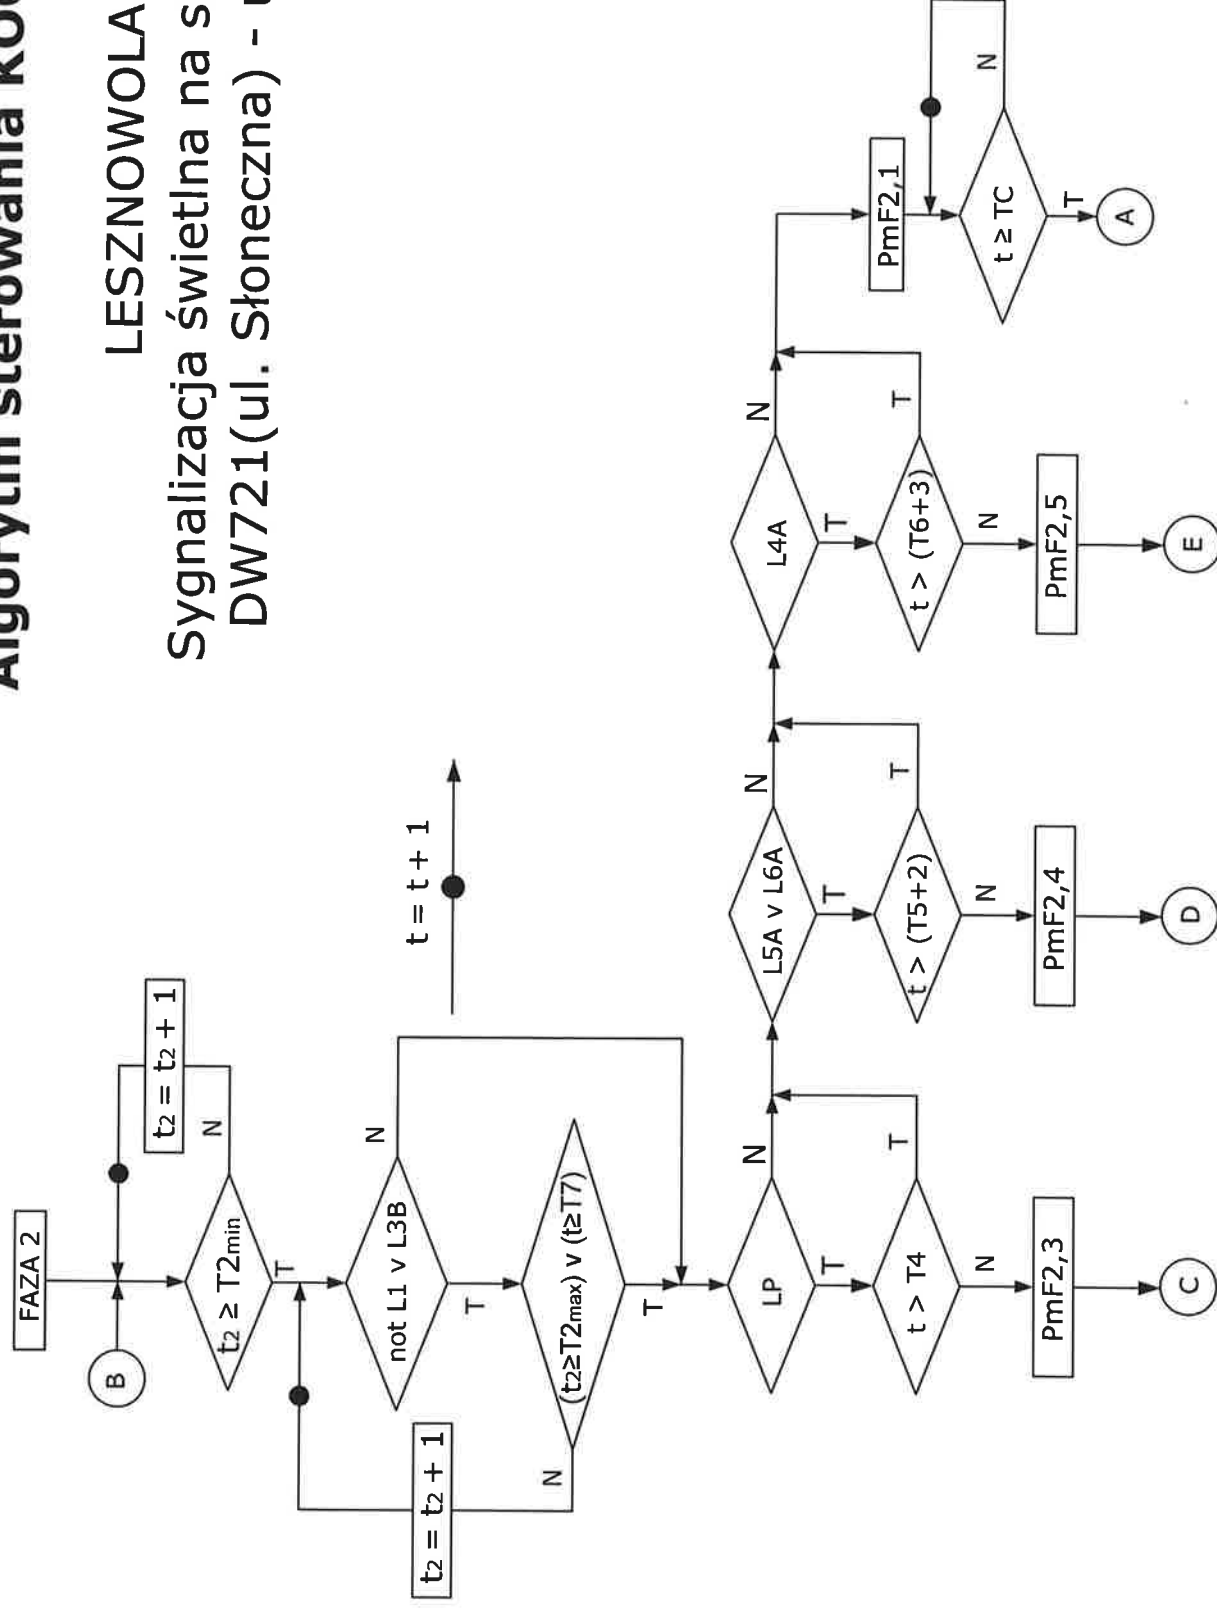 Algorytm sterowania
LESZNOWOLA
Sygnalizacja świetlna na s
DW721(ul. Słoneczna) -
FAZA 2
B
t2 = t2 + 1
N
t2 ≥ T2min
T
t = t + 1
N
not L1 v L3B
T
t2 = t2 + 1
N
(t2≥T2max) v (t≥T7)
T
LP
N
T
t > T4
T
N
PmF2,3
C
L5A v L6A
N
T
t > (T5+2)
T
N
PmF2,4
D
L4A
N
T
t > (T6+3)
T
N
PmF2,5
E
PmF2,1
N
t ≥ TC
T
A